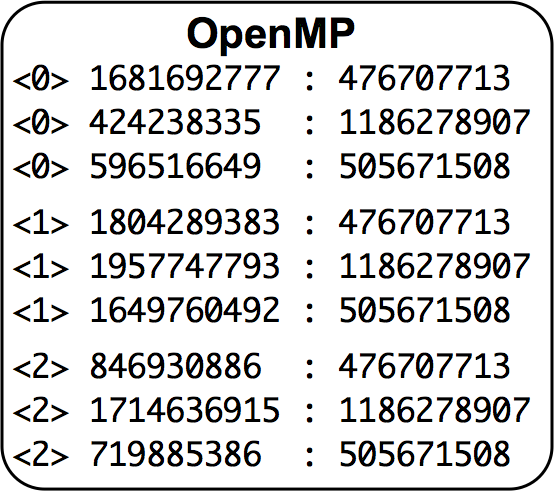 OpenMP
<0> 1681692777 : 476707713
<0> 424238335 : 1186278907
<0> 596516649 : 505671508
<1> 1804289383 : 476707713
<1> 1957747793 : 1186278907
<1> 1649760492 : 505671508
<2> 846930886 : 476707713
<2> 1714636915 : 1186278907
<2> 719885386 : 505671508